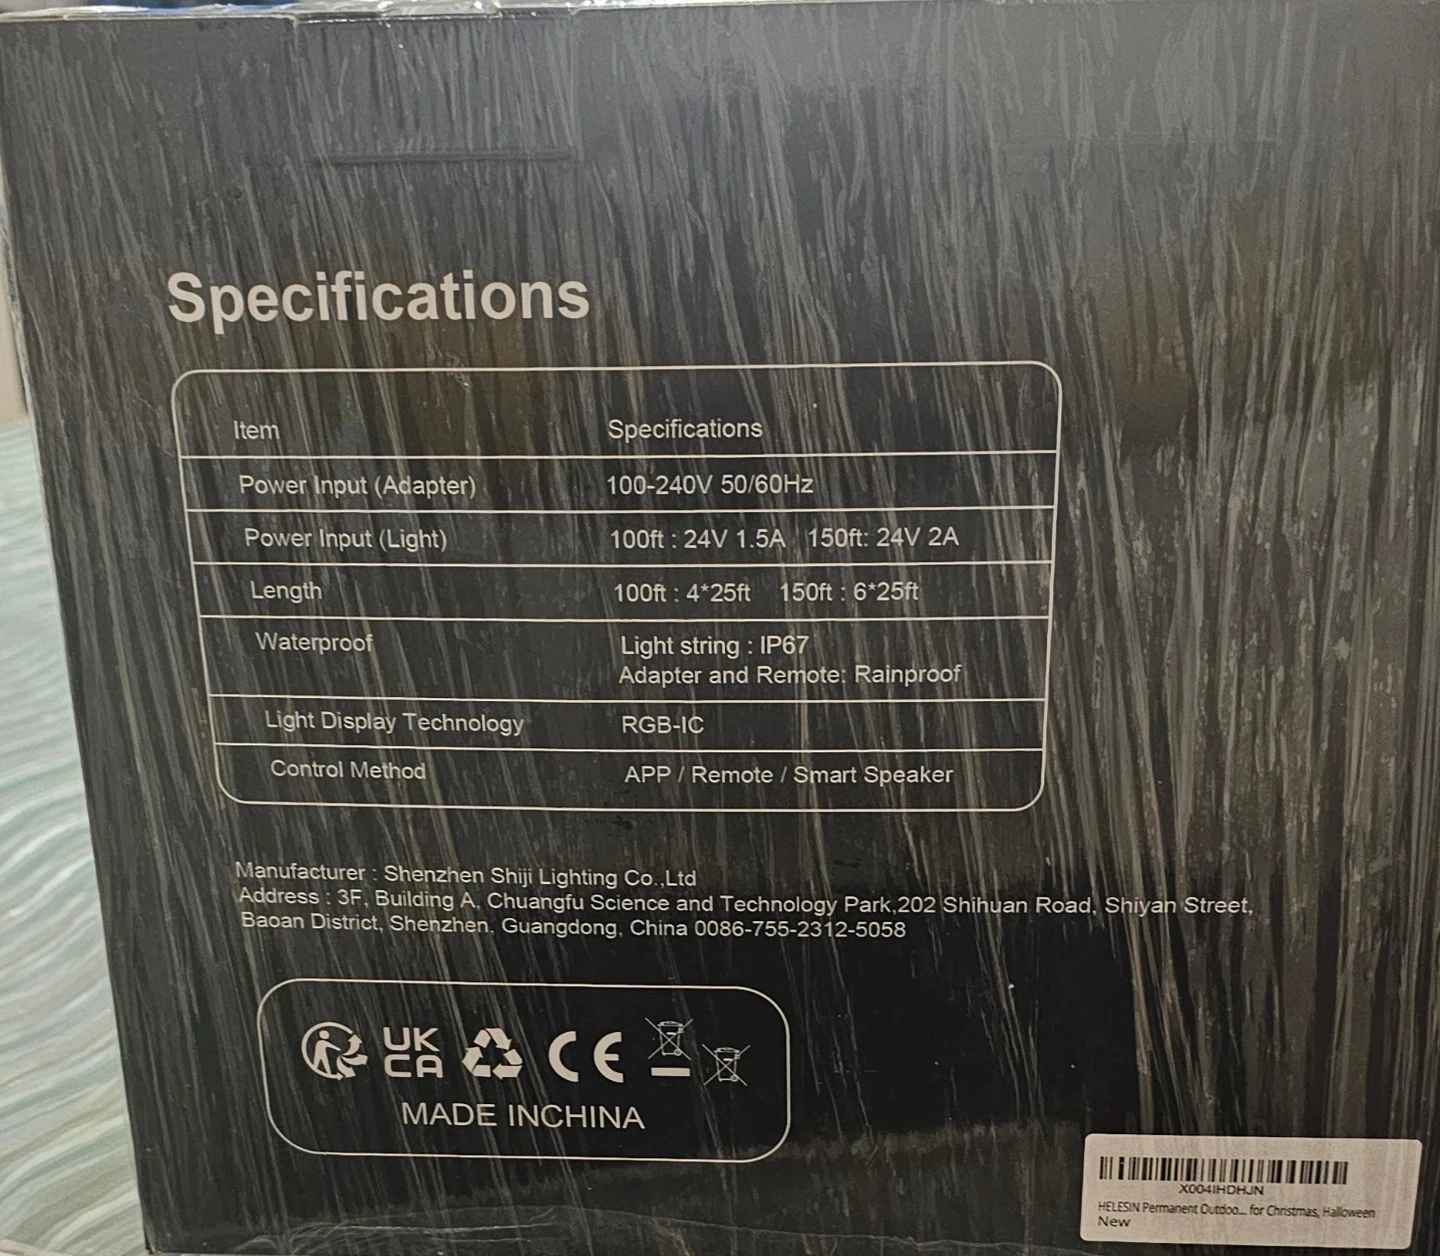 Specifications
Item Specifications
Power Input (Adapter) 100-240V 50/60Hz
Power Input (Light) 100ft : 24V 1.5A 150ft: 24V 2A
Length 100ft : 4*25ft 150ft : 6*25ft
Waterproof Light string : IP67
Adapter and Remote: Rainproof
Light Display Technology RGB-IC
Control Method APP / Remote / Smart Speaker
Manufacturer : Shenzhen Shiji Lighting Co.,Ltd
Address : 3F, Building A, Chuangfu Science and Technology Park,202 Shihuan Road, Shiyan Street,
Baoan District, Shenzhen, Guangdong, China 0086-755-2312-5058
UK
CA CE
MADE INCHINA
X004IHDHJN
HELESIN Permanent Outdoo... for Christmas, Halloween
New